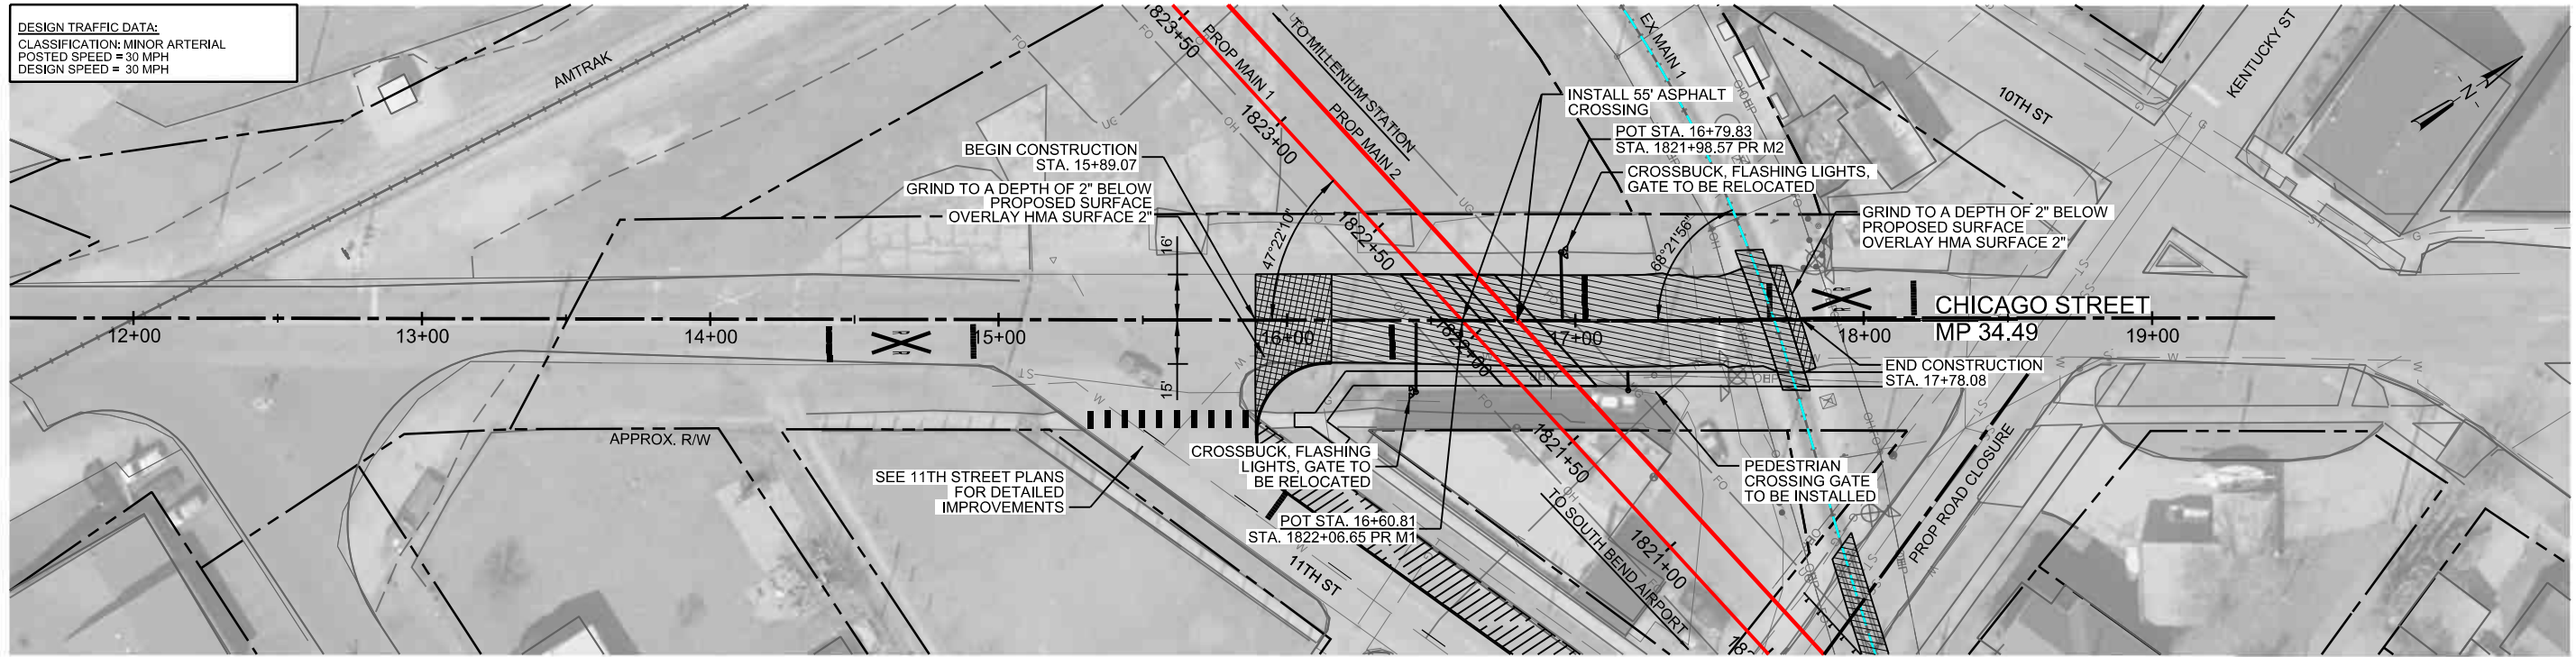 DESIGN TRAFFIC DATA:
CLASSIFICATION: MINOR ARTERIAL
POSTED SPEED = 30 MPH
DESIGN SPEED = 30 MPH
AMTRAK
1823+50
PROP MAIN 1
TO MILLENIUM STATION
EX MAIN 1
KENTUCKY ST
N
10TH ST
1823+00
PROP MAIN 2
INSTALL 55' ASPHALT
CROSSING
POT STA. 16+79.83
STA. 1821+98.57 PR M2
CROSSBUCK, FLASHING LIGHTS,
GATE TO BE RELOCATED
BEGIN CONSTRUCTION
STA. 15+89.07
GRIND TO A DEPTH OF 2" BELOW
PROPOSED SURFACE
OVERLAY HMA SURFACE 2"
GRIND TO A DEPTH OF 2" BELOW
PROPOSED SURFACE
OVERLAY HMA SURFACE 2"
16'
47°22'10"
1822+50
68°21'56"
CHICAGO STREET
MP 34.49
12+00
13+00
14+00
15+00
16+00
17+00
18+00
19+00
1822+00
15'
END CONSTRUCTION
STA. 17+78.08
APPROX. R/W
SEE 11TH STREET PLANS
FOR DETAILED
IMPROVEMENTS
CROSSBUCK, FLASHING
LIGHTS, GATE TO
BE RELOCATED
1821+50
PEDESTRIAN
CROSSING GATE
TO BE INSTALLED
POT STA. 16+60.81
STA. 1822+06.65 PR M1
TO SOUTH BEND AIRPORT
PROP ROAD CLOSURE
11TH ST
1821+00